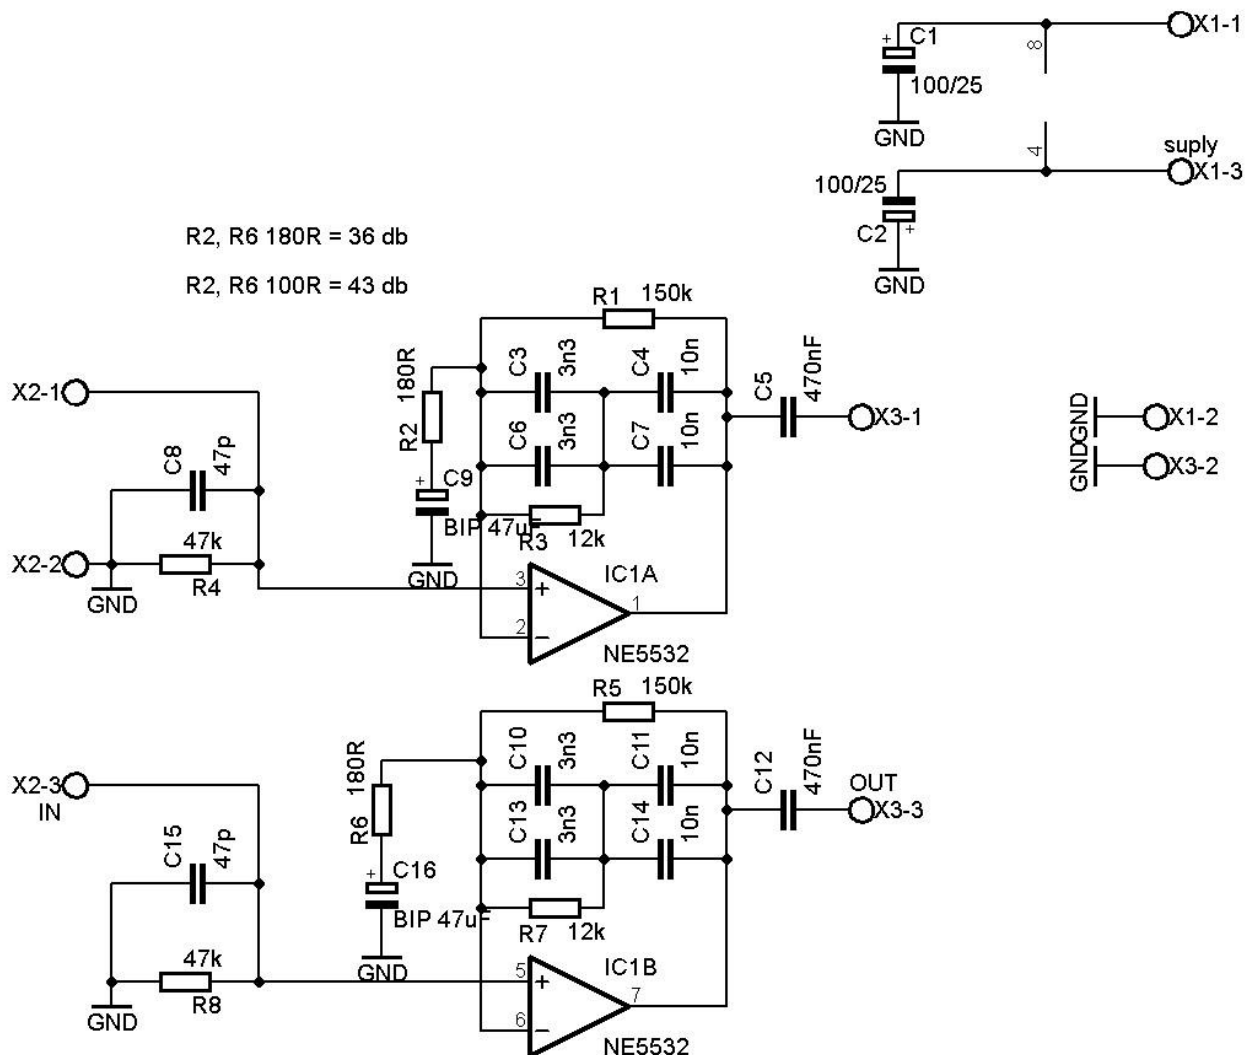 X1-1
+ C1
8
100/25
GND
4
suply
X1-3
100/25
C2 +
GND
R2, R6 180R = 36 db
R2, R6 100R = 43 db
R1 150k
C3 3n3
C4 10n
180R
R2
C5 470nF
X2-1
X3-1
GND X1-2
GND X3-2
C8 47p
C6 3n3
C7 10n
+ C9
BIP 47uF
R3 12k
47k
X2-2
R4
GND
GND
IC1A
3 +
1
2 −
NE5532
R5 150k
C10 3n3
C11 10n
180R
R6
C12 470nF
X2-3
IN
OUT
X3-3
C15 47p
C13 3n3
C14 10n
+ C16
BIP 47uF
R7 12k
47k
R8
GND
GND
IC1B
5 +
7
6 −
NE5532